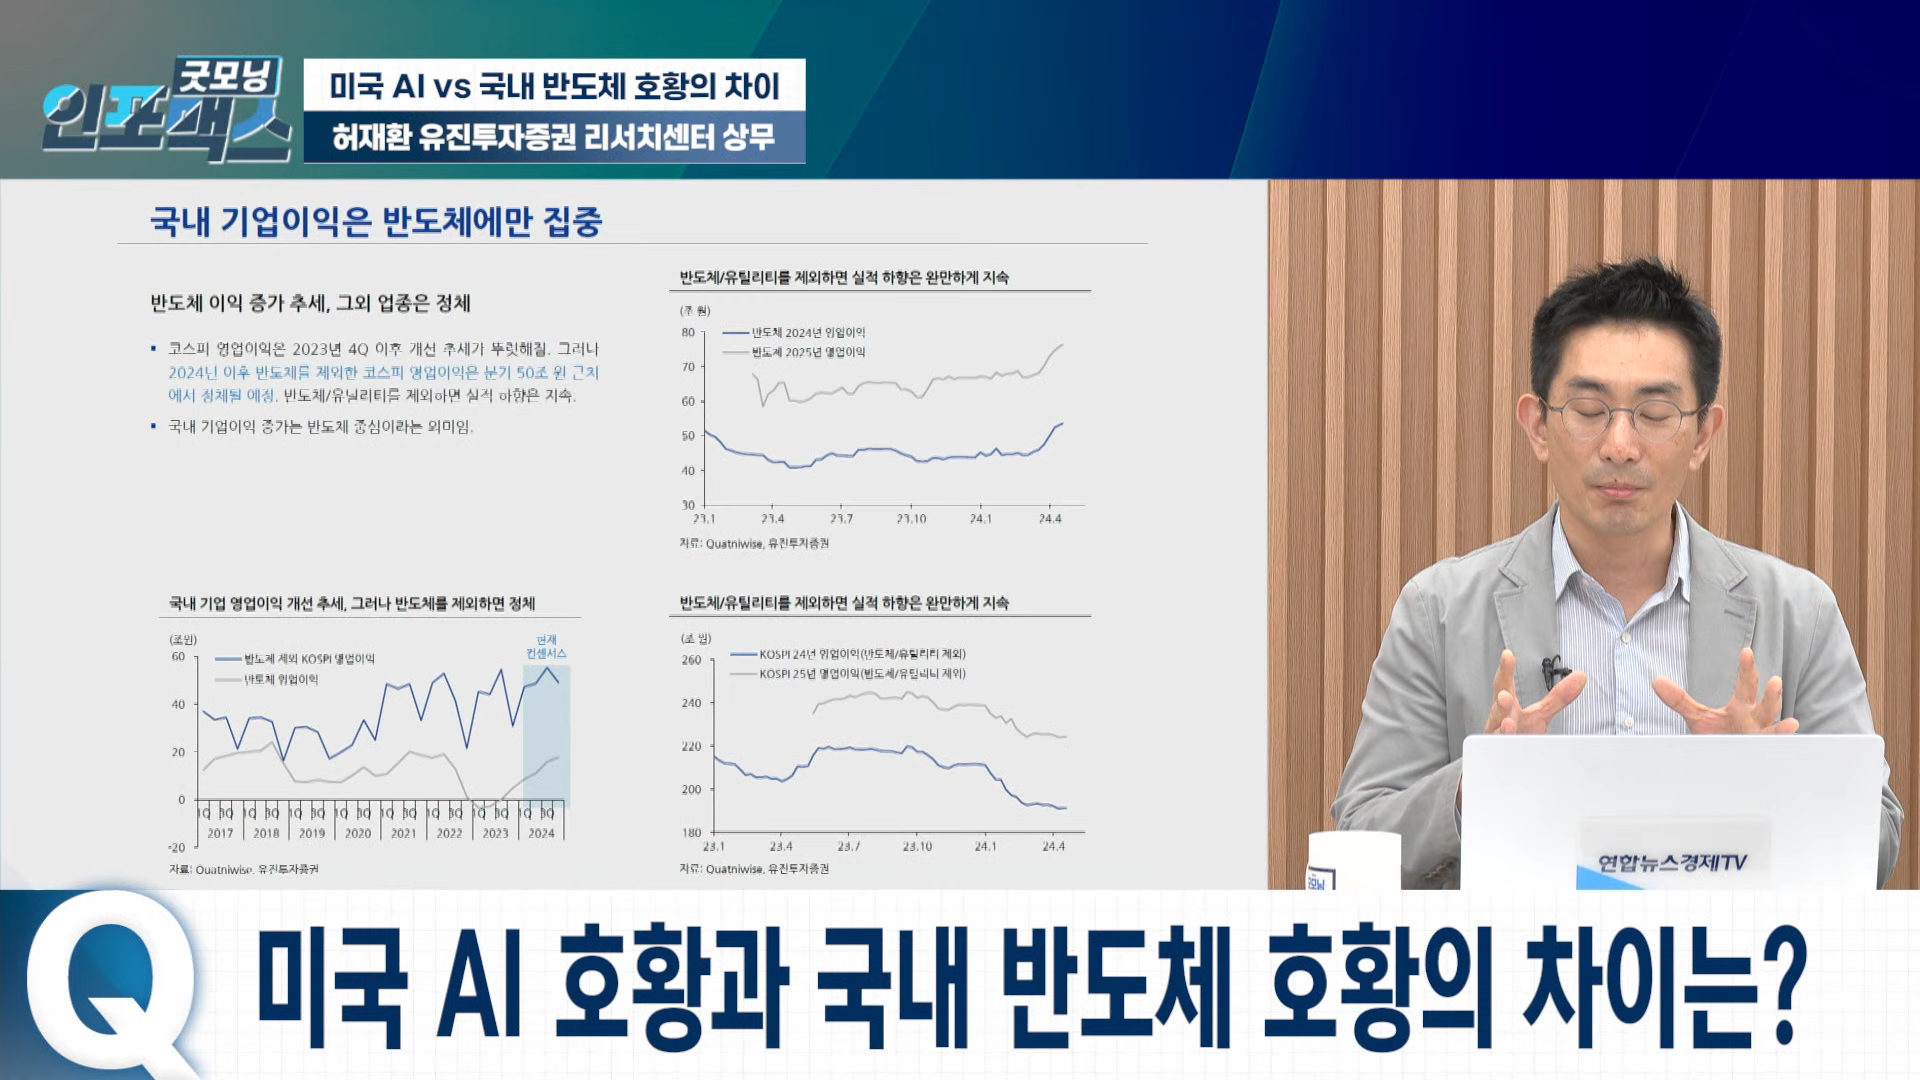 굿모닝
인포맥스
미국 AI vs 국내 반도체 호황의 차이
허재환 유진투자증권 리서치센터 상무
국내 기업이익은 반도체에만 집중
반도체 이익 증가 추세, 그외 업종은 정체
▪ 코스피 영업이익은 2023년 4Q 이후 개선 추세가 뚜렷해질. 그러나
2024년 이후 반도체를 제외한 코스피 영업이익은 분기 50조 원 근처
에서 정체될 예정. 반도체/유틸리티를 제외하면 실적 하향은 지속.
▪ 국내 기업이익 증가는 반도체 중심이라는 의미임.
반도체/유틸리티를 제외하면 실적 하향은 완만하게 지속
(조 원)
반도체 2024년 영업이익
반도체 2025년 영업이익
80
70
60
50
40
30
23.1 23.4 23.7 23.10 24.1 24.4
자료: Quatniwise, 유진투자증권
국내 기업 영업이익 개선 추세, 그러나 반도체를 제외하면 정체
(조원)
현재
컨센서스
반도체 제외 KOSPI 영업이익
반도체 영업이익
60
40
20
0
-20
1Q 3Q 1Q 3Q 1Q 3Q 1Q 3Q 1Q 3Q 1Q 3Q 1Q 3Q 1Q 3Q
2017 2018 2019 2020 2021 2022 2023 2024
자료: Quatniwise, 유진투자증권
반도체/유틸리티를 제외하면 실적 하향은 완만하게 지속
(조 원)
KOSPI 24년 영업이익(반도체/유틸리티 제외)
KOSPI 25년 영업이익(반도체/유틸리티 제외)
260
240
220
200
180
23.1 23.4 23.7 23.10 24.1 24.4
자료: Quatniwise, 유진투자증권
연합뉴스경제TV
Q 미국 AI 호황과 국내 반도체 호황의 차이는?